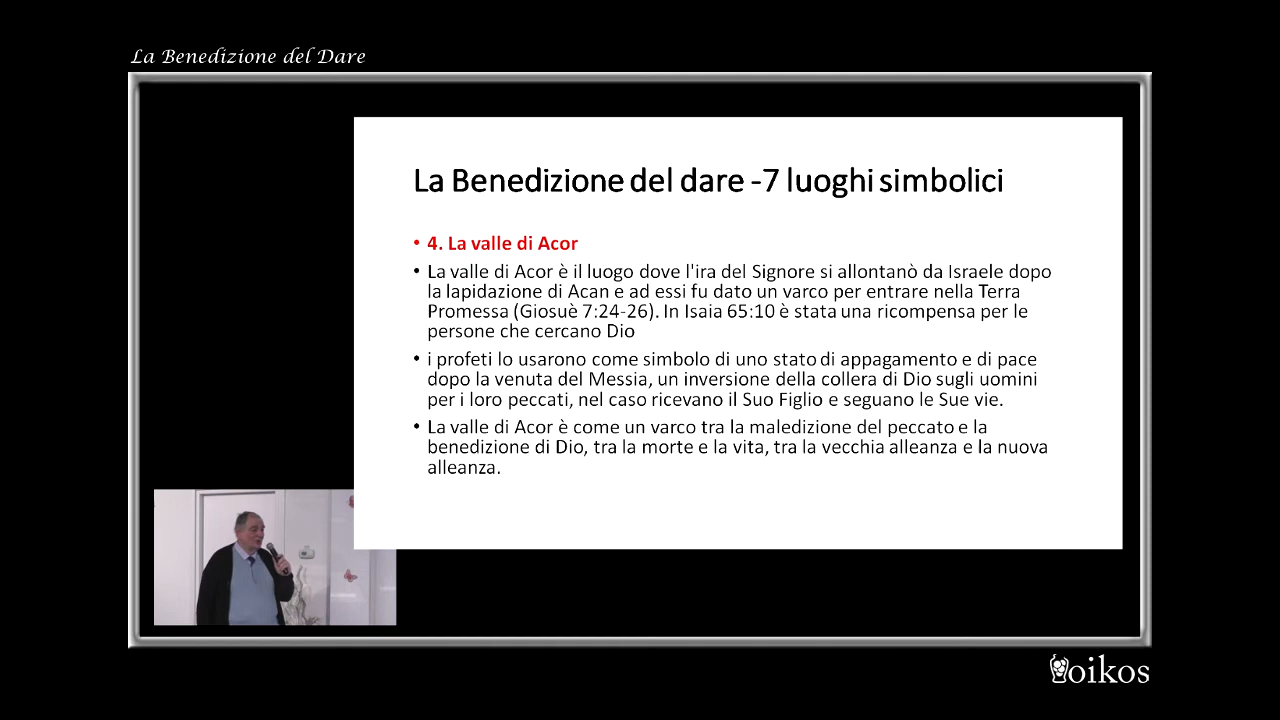 La Benedizione del Dare
La Benedizione del dare -7 luoghi simbolici
• 4. La valle di Acor
• La valle di Acor è il luogo dove l'ira del Signore si allontanò da Israele dopo
la lapidazione di Acan e ad essi fu dato un varco per entrare nella Terra
Promessa (Giosuè 7:24-26). In Isaia 65:10 è stata una ricompensa per le
persone che cercano Dio
• i profeti lo usarono come simbolo di uno stato di appagamento e di pace
dopo la venuta del Messia, un inversione della collera di Dio sugli uomini
per i loro peccati, nel caso ricevano il Suo Figlio e seguano le Sue vie.
• La valle di Acor è come un varco tra la maledizione del peccato e la
benedizione di Dio, tra la morte e la vita, tra la vecchia alleanza e la nuova
alleanza.
oikos